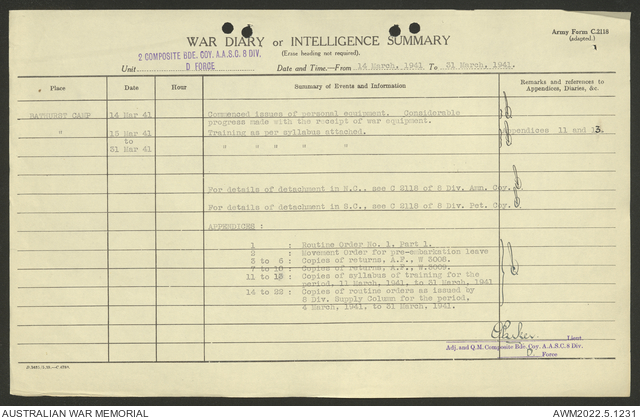 WAR DIARY or INTELLIGENCE SUMMARY
Army Form C.2118
(adapted.)
(Erase heading not required).
2 COMPOSITE BDE. COY. A.A.S.C. 8 DIV.
Unit D FORCE
Date and Time.—From 14 March, 1941 To 31 March, 1941.
Place Date Hour Summary of Events and Information Remarks and references to Appendices, Diaries, &c.
BATHURST CAMP 14 Mar 41 Commenced issues of personal equipment. Considerable
progress made with the receipt of war equipment.
" 15 Mar 41 Training as per syllabus attached. Appendices 11 and 13.
to
31 Mar 41 " " " " "
For details of detachment in N.C., see C 2118 of 8 Div. Amn. Coy.
For details of detachment in S.C., see C 2118 of 8 Div. Pet. Coy.
APPENDICES :
1 : Routine Order No. 1, Part 1.
2 : Movement Order for pre-embarkation leave
3 to 6 : Copies of returns, A.F., W 3008.
7 to 10 : Copies of returns, A.F., W 3009.
11 to 13 : Copies of syllabus of training for the
period, 11 March, 1941, to 31 March, 1941
14 to 22 : Copies of routine orders as issued by
8 Div. Supply Column for the period,
4 March, 1941, to 31 March, 1941.
Lieut.
Adj. and Q.M. Composite Bde. Coy. A.A.S.C. 8 Div.
D Force
AUSTRALIAN WAR MEMORIAL
AWM2022.5.1231